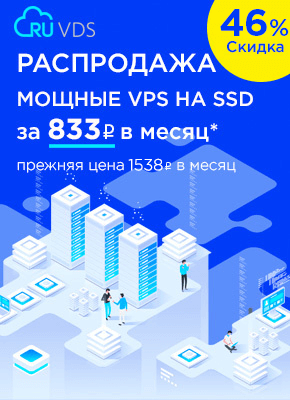 RU VDS
46%
Скидка
РАСПРОДАЖА
МОЩНЫЕ VPS НА SSD
за 833₽ в месяц*
прежняя цена 1538₽ в месяц